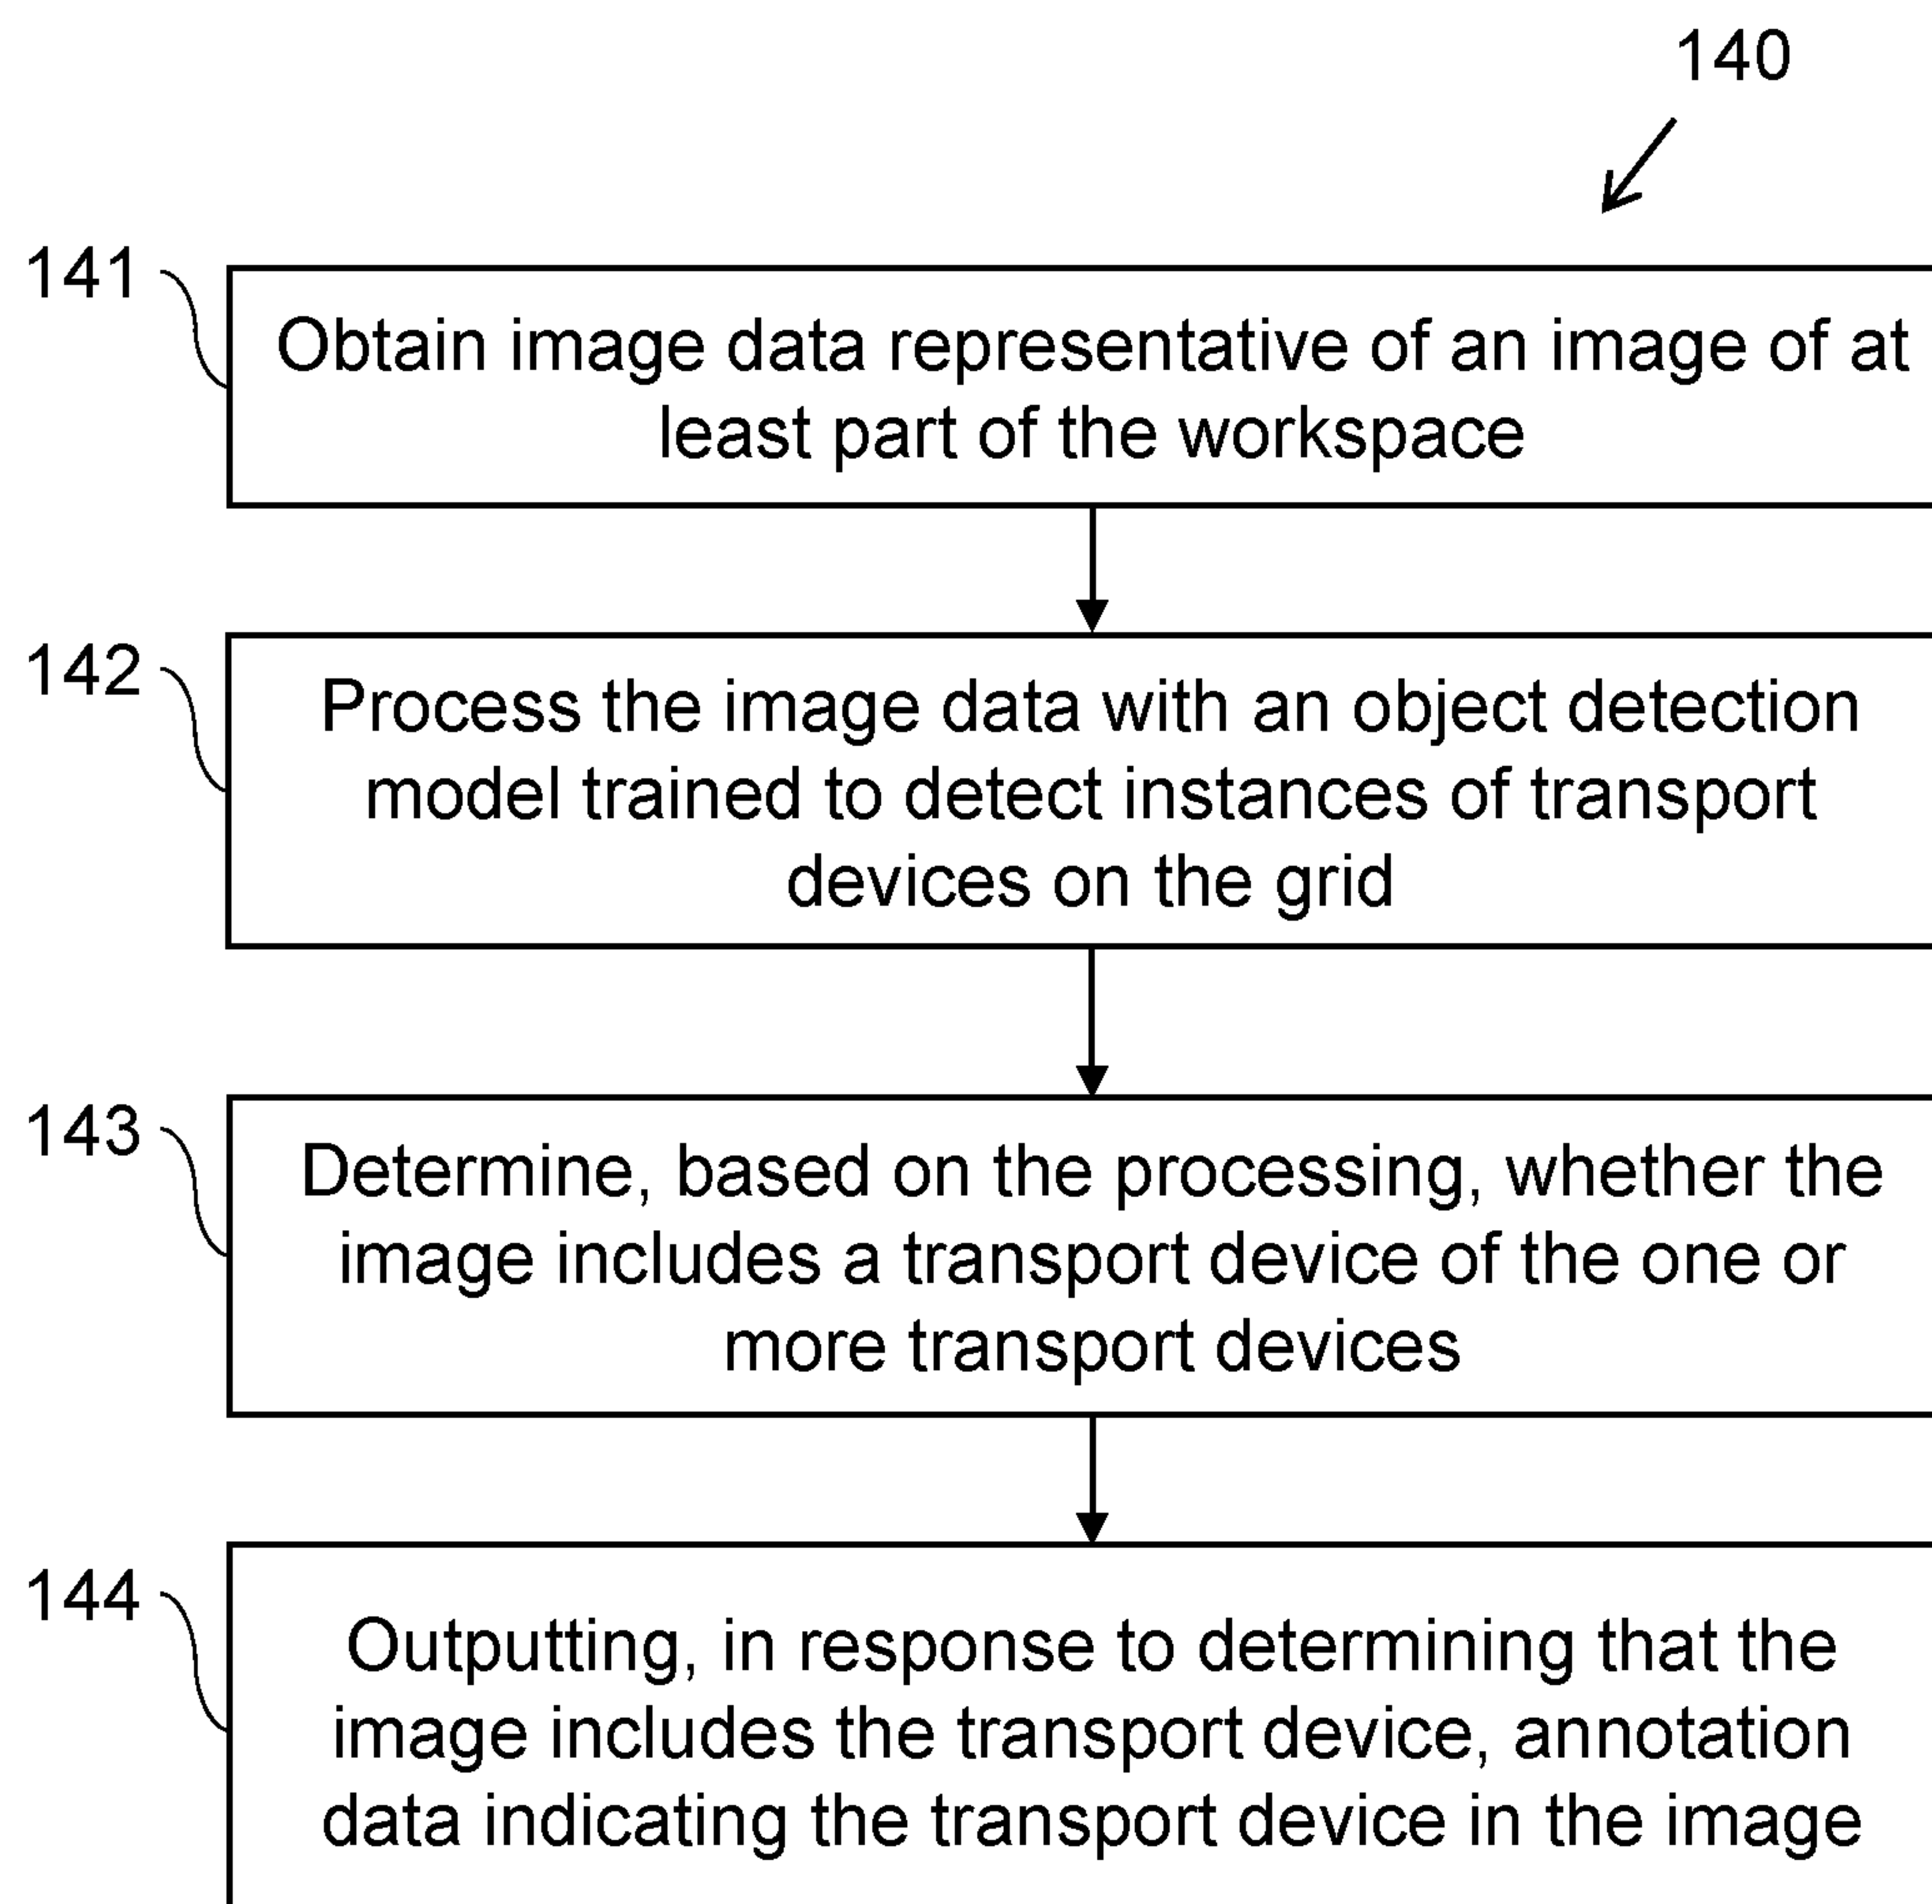 140
141
Obtain image data representative of an image of at
least part of the workspace
142
Process the image data with an object detection
model trained to detect instances of transport
devices on the grid
143
Determine, based on the processing, whether the
image includes a transport device of the one or
more transport devices
144
Outputting, in response to determining that the
image includes the transport device, annotation
data indicating the transport device in the image